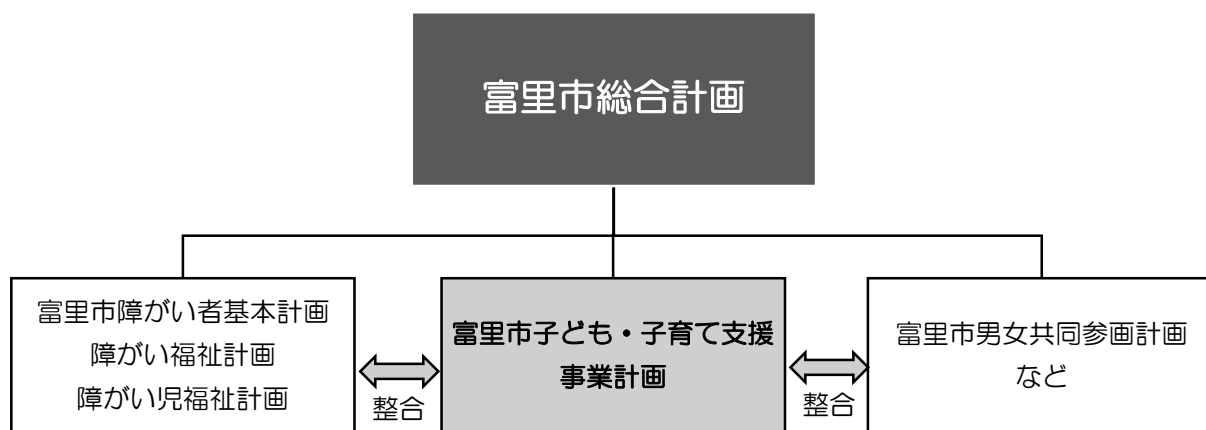 富里市総合計画
富里市障がい者基本計画
障がい福祉計画
障がい児福祉計画
整合
富里市子ども・子育て支援
事業計画
整合
富里市男女共同参画計画
など